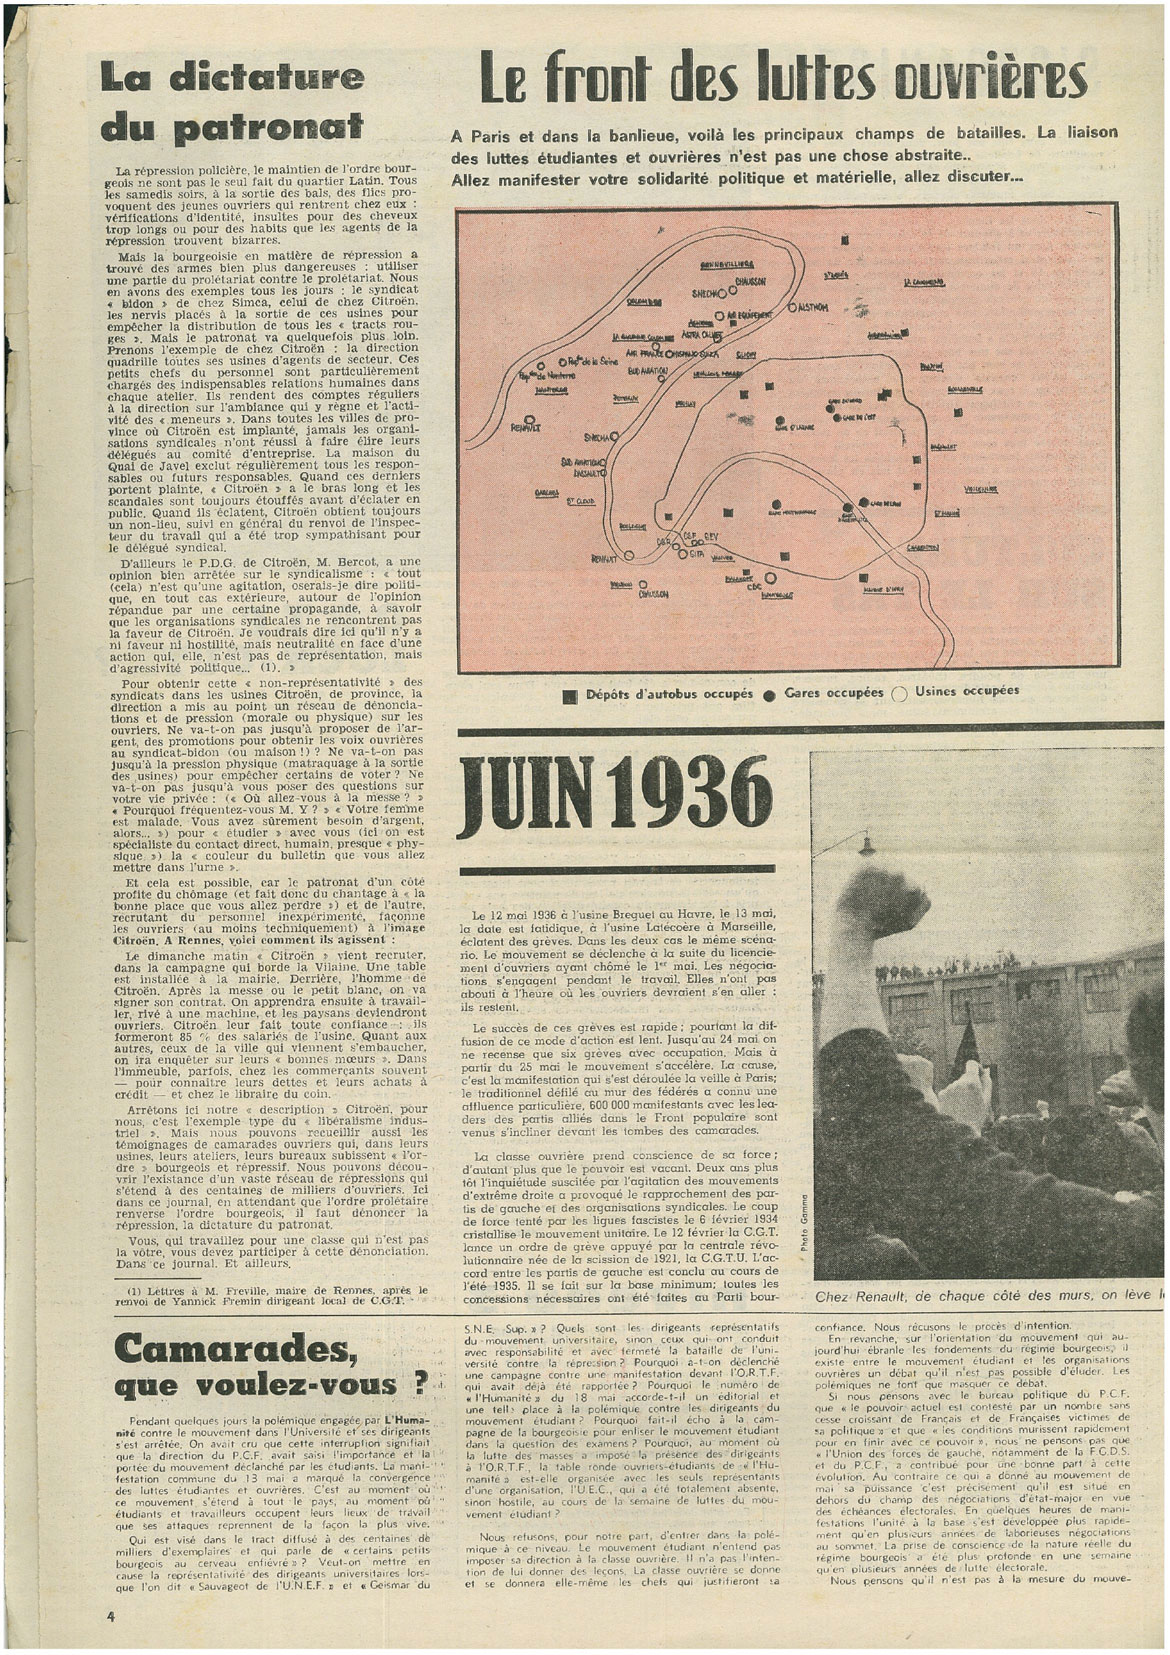 La dictature
du patronat
La répression policière, le maintien de l'ordre bour-
geois ne sont pas le seul fait du quartier Latin. Tous
les samedis soirs, à la sortie des bals, des flics pro-
voquent des jeunes ouvriers qui rentrent chez eux :
vérifications d'identité, insultes pour des cheveux
trop longs ou pour des habits que les agents de la
répression trouvent bizarres.
Mais la bourgeoisie en matière de répression a
trouvé des armes bien plus dangereuses : utiliser
une partie du prolétariat contre le prolétariat. Nous
en avons des exemples tous les jours : le syndicat
« bidon » de chez Simca, celui de chez Citroën,
les nervis placés à la sortie de ces usines pour
empêcher la distribution de tous les « tracts rou-
ges ». Mais le patronat va quelquefois plus loin.
Prenons l'exemple de chez Citroën : la direction
quadrille toutes ses usines d'agents de secteur. Ces
petits chefs du personnel sont particulièrement
chargés des indispensables relations humaines dans
chaque atelier. Ils rendent des comptes réguliers
à la direction sur l'ambiance qui y règne et l'acti-
vité des « meneurs ». Dans toutes les villes de pro-
vince où Citroën est implanté, jamais les organi-
sations syndicales n'ont réussi à faire élire leurs
délégués au comité d'entreprise. La maison du
Quai de Javel exclut régulièrement tous les respon-
sables ou futurs responsables. Quand ces derniers
portent plainte, « Citroën » a le bras long et les
scandales sont toujours étouffés avant d'éclater en
public. Quand ils éclatent, Citroën obtient toujours
un non-lieu, suivi en général du renvoi de l'inspec-
teur du travail qui a été trop sympathisant pour
le délégué syndical.
D'ailleurs le P.D.G. de Citroën, M. Bercot, a une
opinion bien arrêtée sur le syndicalisme : « tout
(cela) n'est qu'une agitation, oserais-je dire politi-
que, en tout cas extérieure, autour de l'opinion
répandue par une certaine propagande, à savoir
que les organisations syndicales ne rencontrent pas
la faveur de Citroën. Je voudrais dire ici qu'il n'y a
ni faveur ni hostilité, mais neutralité en face d'une
action qui, elle, n'est pas de représentation, mais
d'agressivité politique... (1). »
Pour obtenir cette « non-représentativité » des
syndicats dans les usines Citroën, de province, la
direction a mis au point un réseau de dénoncia-
tions et de pression (morale ou physique) sur les
ouvriers. Ne va-t-on pas jusqu'à proposer de l'ar-
gent, des promotions pour obtenir les voix ouvrières
au syndicat-bidon (ou maison !) ? Ne va-t-on pas
jusqu'à la pression physique (matraquage à la sortie
des usines) pour empêcher certains de voter ? Ne
va-t-on pas jusqu'à vous poser des questions sur
votre vie privée : (« Où allez-vous à la messe ? »
« Pourquoi fréquentez-vous M. Y ? » « Votre femme
est malade. Vous avez sûrement besoin d'argent,
alors... ») pour « étudier » avec vous (ici on est
spécialiste du contact direct, humain, presque « phy-
sique ») la « couleur du bulletin que vous allez
mettre dans l'urne ».
Et cela est possible, car le patronat d'un côté
profite du chômage (et fait donc du chantage à « la
bonne place que vous allez perdre ») et de l'autre,
recrutant du personnel inexpérimenté, façonne
les ouvriers (au moins techniquement) à l'image
Citroën. A Rennes, voici comment ils agissent :
Le dimanche matin « Citroën » vient recruter,
dans la campagne qui borde la Vilaine. Une table
est installée à la mairie. Derrière, l'homme de
Citroën. Après la messe ou le petit blanc, on va
signer son contrat. On apprendra ensuite à travail-
ler, rivé à une machine, et les paysans deviendront
ouvriers. Citroën leur fait toute confiance : ils
formeront 85 % des salariés de l'usine. Quant aux
autres, ceux de la ville qui viennent s'embaucher,
on ira enquêter sur leurs « bonnes mœurs ». Dans
l'immeuble, parfois, chez les commerçants souvent
— pour connaître leurs dettes et leurs achats à
crédit — et chez le libraire du coin.
Arrêtons ici notre « description » Citroën, pour
nous, c'est l'exemple type du « libéralisme indus-
triel ». Mais nous pouvons recueillir aussi les
témoignages de camarades ouvriers qui, dans leurs
usines, leurs ateliers, leurs bureaux subissent « l'or-
dre » bourgeois et répressif. Nous pouvons décou-
vrir l'existance d'un vaste réseau de répressions qui
s'étend à des centaines de milliers d'ouvriers. Ici
dans ce journal, en attendant que l'ordre prolétaire
renverse l'ordre bourgeois, il faut dénoncer la
répression, la dictature du patronat.
Vous, qui travaillez pour une classe qui n'est pas
la vôtre, vous devez participer à cette dénonciation.
Dans ce journal. Et ailleurs.
(1) Lettres à M. Freville, maire de Rennes, après le
renvoi de Yannick Fremin dirigeant local de C.G.T.
Le front des luttes ouvrières
A Paris et dans la banlieue, voilà les principaux champs de batailles. La liaison
des luttes étudiantes et ouvrières n'est pas une chose abstraite..
Allez manifester votre solidarité politique et matérielle, allez discuter...
GENNEVILLIERS
CHAUSSON
SNECMA
ST DENIS
LA COURNEUVE
COLOMBES
ALSTHOM
AIR EQUIPEMENT
ASNIERES
LA GARENNE COLOMBES
AIR FRANCE
HISPANO SUIZA
CLICHY
AUBERVILLIERS
Pap. de la Seine
Pap. de Nanterre
NANTERRE
SUD AVIATION
LEVALLOIS PERRET
PANTIN
PUTEAUX
NEUILLY
RENAULT
GARE DU NORD
GARE DE L'EST
GARE ST LAZARE
SNECMA
SUD AVIATION
DASSAULT
BAGNOLET
GARCHES
ST CLOUD
VINCENNES
BOULOGNE
GARE MONTPARNASSE
GARE DE LYON
ST MANDE
RENAULT
CSF
SEV
SITA
VANVES
CHARENTON
CHAUSSON
MALAKOFF
CDC
MONTROUGE
MAIRIE D'IVRY
Dépôts d'autobus occupés Gares occupées Usines occupées
JUIN 1936
Le 12 mai 1936 à l'usine Breguet au Havre, le 13 mai,
la date est fatidique, à l'usine Latécoère à Marseille,
éclatent des grèves. Dans les deux cas le même scéna-
rio. Le mouvement se déclenche à la suite du licencie-
ment d'ouvriers ayant chômé le 1er mai. Les négocia-
tions s'engagent pendant le travail. Elles n'ont pas
abouti à l'heure où les ouvriers devraient s'en aller :
ils restent.
Le succès de ces grèves est rapide ; pourtant la dif-
fusion de ce mode d'action est lent. Jusqu'au 24 mai on
ne recense que six grèves avec occupation. Mais à
partir du 25 mai le mouvement s'accélère. La cause,
c'est la manifestation qui s'est déroulée la veille à Paris;
le traditionnel défilé au mur des fédérés a connu une
affluence particulière, 600 000 manifestants avec les lea-
ders des partis alliés dans le Front populaire sont
venus s'incliner devant les tombes des camarades.
La classe ouvrière prend conscience de sa force ;
d'autant plus que le pouvoir est vacant. Deux ans plus
tôt l'inquiétude suscitée par l'agitation des mouvements
d'extrême droite a provoqué le rapprochement des par-
tis de gauche et des organisations syndicales. Le coup
de force tenté par les ligues fascistes le 6 février 1934
cristallise le mouvement unitaire. Le 12 février la C.G.T.
lance un ordre de grève appuyé par la centrale révo-
lutionnaire née de la scission de 1921, la C.G.T.U. L'ac-
cord entre les partis de gauche est conclu au cours de
l'été 1935. Il se fait sur la base minimum; toutes les
concessions nécessaires ont été faites au Parti bour-
Photo Gamma
Chez Renault, de chaque côté des murs, on lève
Camarades,
que voulez-vous ?
Pendant quelques jours la polémique engagée par L'Huma-
nité contre le mouvement dans l'Université et ses dirigeants
s'est arrêtée. On avait cru que cette interruption signifiait
que la direction du P.C.F. avait saisi l'importance et la
portée du mouvement déclanché par les étudiants. La mani-
festation commune du 13 mai a marqué la convergence
des luttes étudiantes et ouvrières. C'est au moment où
ce mouvement s'étend à tout le pays, au moment où
étudiants et travailleurs occupent leurs lieux de travail
que ses attaques reprennent de la façon la plus vive.
Qui est visé dans le tract diffusé à des centaines de
milliers d'exemplaires et qui parle de « certains petits
bourgeois au cerveau enfiévré » ? Veut-on mettre en
cause la représentativité des dirigeants universitaires lors-
que l'on dit « Sauvageot de l'U.N.E.F. » et « Geismar du
S.N.E. Sup. » ? Quels sont les dirigeants représentatifs
du mouvement universitaire, sinon ceux qui ont conduit
avec responsabilité et avec fermeté la bataille de l'uni-
versité contre la répression ? Pourquoi a-t-on déclenché
une campagne contre une manifestation devant l'O.R.T.F.
qui avait déjà été rapportée ? Pourquoi le numéro de
« l'Humanité » du 18 mai accorde-t-il un éditorial et
une telle place à la polémique contre les dirigeants du
mouvement étudiant ? Pourquoi fait-il écho à la cam-
pagne de la bourgeoisie pour enliser le mouvement étudiant
dans la question des examens ? Pourquoi, au moment où
la lutte des masses a imposé la présence des dirigeants
à l'O.R.T.F., la table ronde ouvriers-étudiants de « l'Hu-
manité » est-elle organisée avec les seuls représentants
d'une organisation, l'U.E.C., qui a été totalement absente,
sinon hostile, au cours de la semaine de luttes du mou-
vement étudiant ?
Nous refusons, pour notre part, d'entrer dans la polé-
mique à ce niveau. Le mouvement étudiant n'entend pas
imposer sa direction à la classe ouvrière. Il n'a pas l'inten-
tion de lui donner des leçons. La classe ouvrière se donne
et se donnera elle-même les chefs qui justifieront sa
confiance. Nous récusons le procès d'intention.
En revanche, sur l'orientation du mouvement qui au-
jourd'hui ébranle les fondements du régime bourgeois, il
existe entre le mouvement étudiant et les organisations
ouvrières un débat qu'il n'est pas possible d'éluder. Les
polémiques ne font que masquer ce débat.
Si nous pensons avec le bureau politique du P.C.F.
que « le pouvoir actuel est contesté par un nombre sans
cesse croissant de Français et de Françaises victimes de
sa politique » et que « les conditions murissent rapidement
pour en finir avec ce pouvoir », nous ne pensons pas que
« l'Union des forces de gauche, notamment de la F.G.D.S.
et du P.C.F., a contribué pour une bonne part à cette
évolution. Au contraire ce qui a donné au mouvement de
mai sa puissance c'est précisément qu'il est situé en
dehors du champ des négociations d'état-major en vue
des échéances électorales. En quelques heures de mani-
festations l'unité à la base s'est développée plus rapide-
ment qu'en plusieurs années de laborieuses négociations
au sommet. La prise de conscience de la nature réelle du
régime bourgeois a été plus profonde en une semaine
qu'en plusieurs années de lutte électorale.
Nous pensons qu'il n'est pas à la mesure du mouve-
4